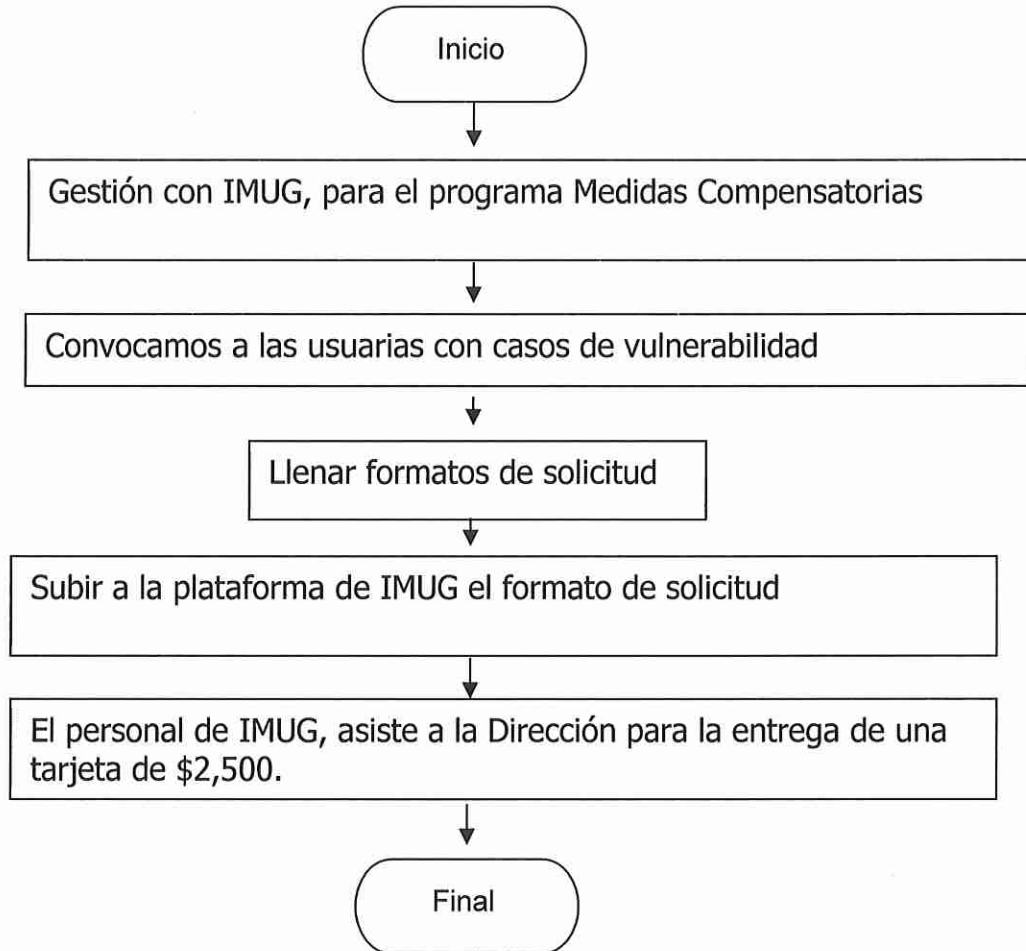 Inicio
Gestión con IMUG, para el programa Medidas Compensatorias
Convocamos a las usuarias con casos de vulnerabilidad
Llenar formatos de solicitud
Subir a la plataforma de IMUG el formato de solicitud
El personal de IMUG, asiste a la Dirección para la entrega de una
tarjeta de $2,500.
Final